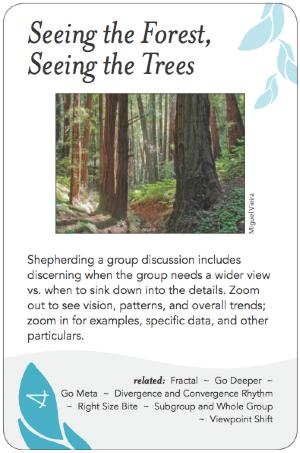 Seeing the Forest,
Seeing the Trees
Miguel Vieira
Shepherding a group discussion includes
discerning when the group needs a wider view
vs. when to sink down into the details. Zoom
out to see vision, patterns, and overall trends;
zoom in for examples, specific data, and other
particulars.
4
related: Fractal ~ Go Deeper ~
Go Meta ~ Divergence and Convergence Rhythm
~ Right Size Bite ~ Subgroup and Whole Group
~ Viewpoint Shift